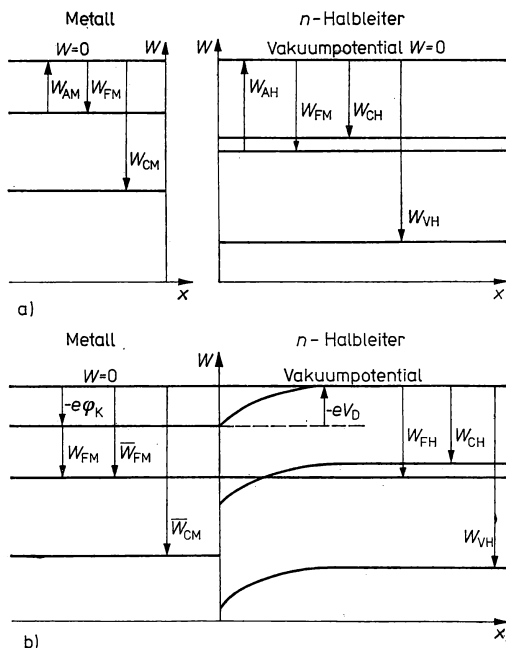 Metall
n-Halbleiter
W=0
W
Vakuumpotential W=0
W_AM
W_FM
W_CM
W_AH
W_FM
W_CH
W_VH
x
x
a)
Metall
n-Halbleiter
W=0
W
Vakuumpotential
-eφ_K
-eV_D
W_FM
W̅_FM
W_FH
W_CH
W̅_CM
W_VH
x
b)